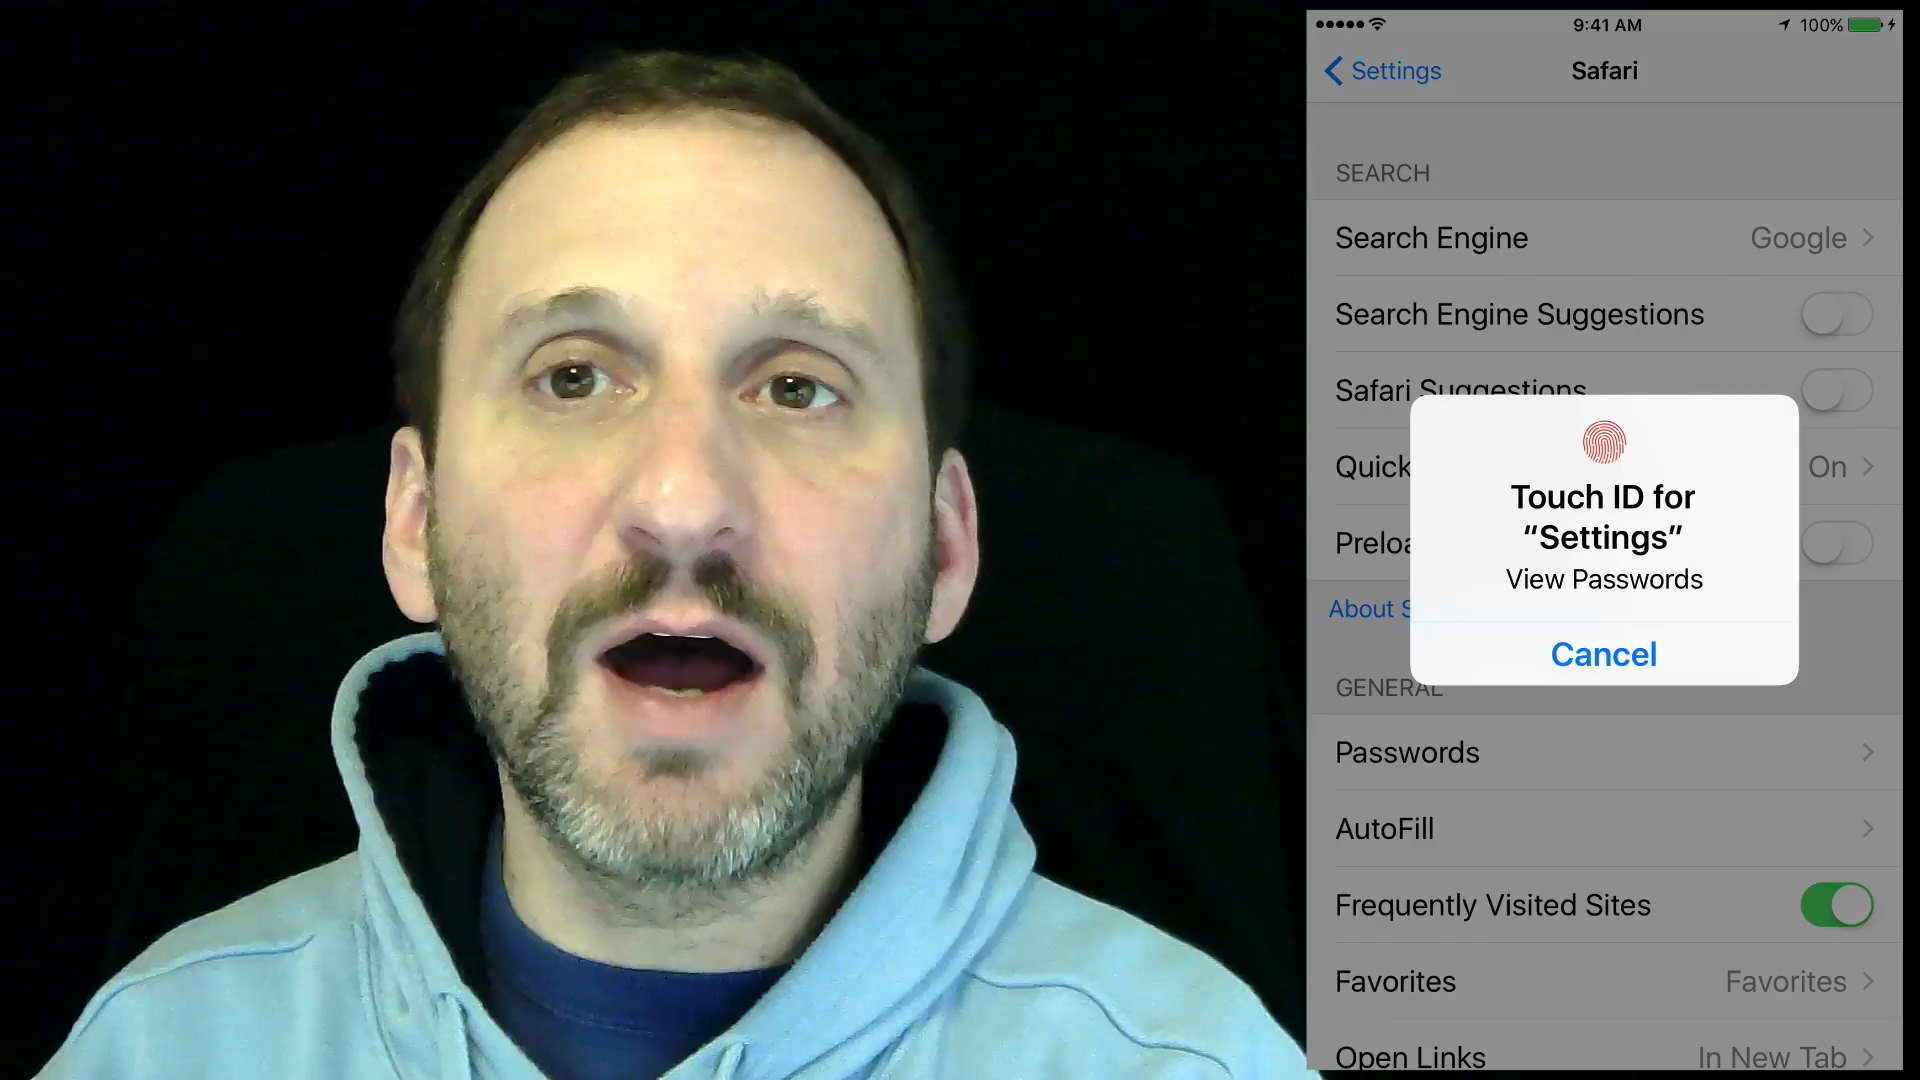 9:41 AM
100%
Settings
Safari
SEARCH
Search Engine
Google
Search Engine Suggestions
Safari Suggestions
Quick
On
Touch ID for
“Settings”
View Passwords
Cancel
About S
GENERAL
Passwords
AutoFill
Frequently Visited Sites
Favorites
Favorites
Open Links
In New Tab